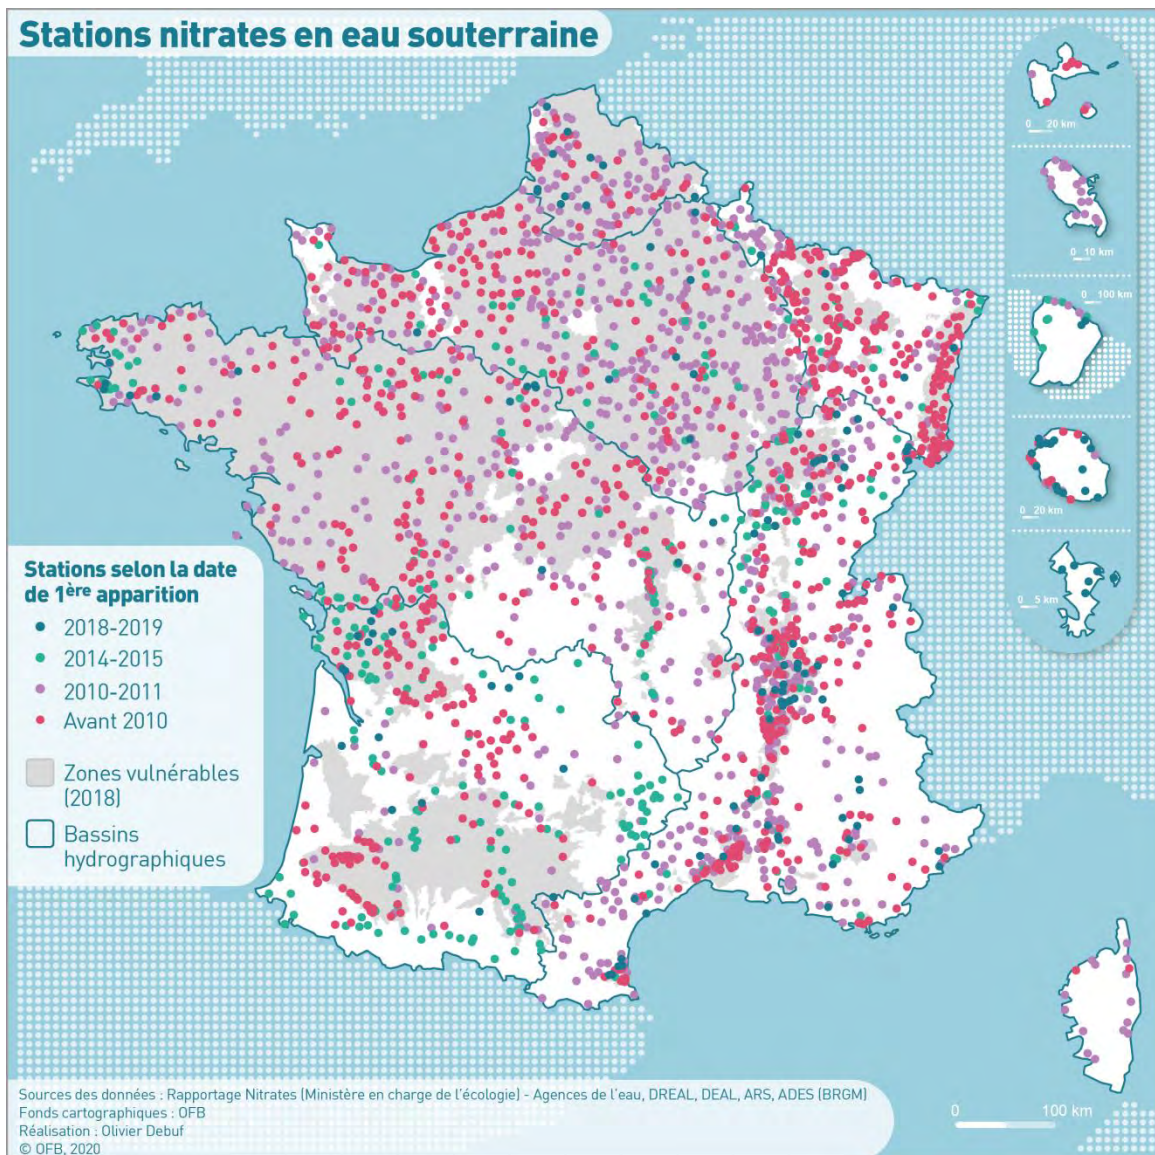 Stations nitrates en eau souterraine
0 20 km
0 10 km
0 100 km
0 20 km
0 5 km
Stations selon la date
de 1ère apparition
2018-2019
2014-2015
2010-2011
Avant 2010
Zones vulnérables
(2018)
Bassins
hydrographiques
Sources des données : Rapportage Nitrates (Ministère en charge de l'écologie) - Agences de l'eau, DREAL, DEAL, ARS, ADES (BRGM)
Fonds cartographiques : OFB
Réalisation : Olivier Debuf
© OFB, 2020
0 100 km